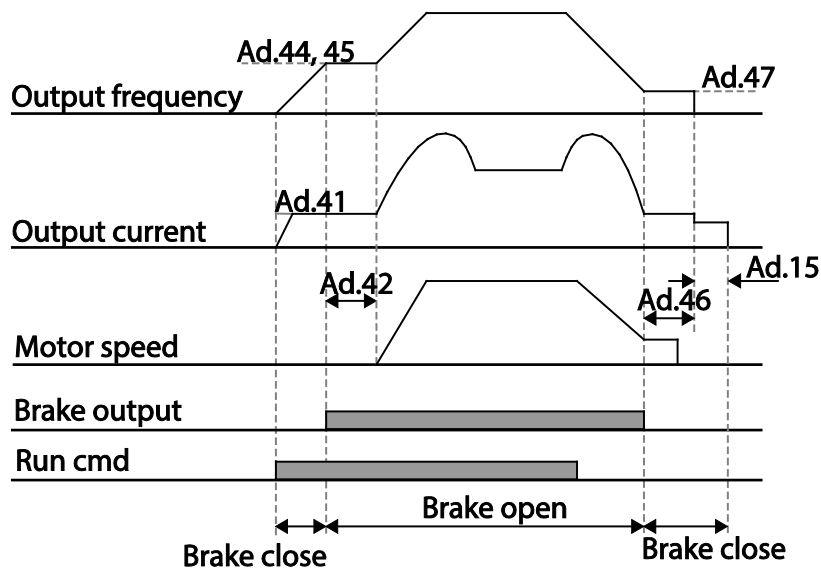 Ad.44, 45
Ad.47
Output frequency
Ad.41
Output current
Ad.15
Ad.42
Ad.46
Motor speed
Brake output
Run cmd
Brake open
Brake close
Brake close